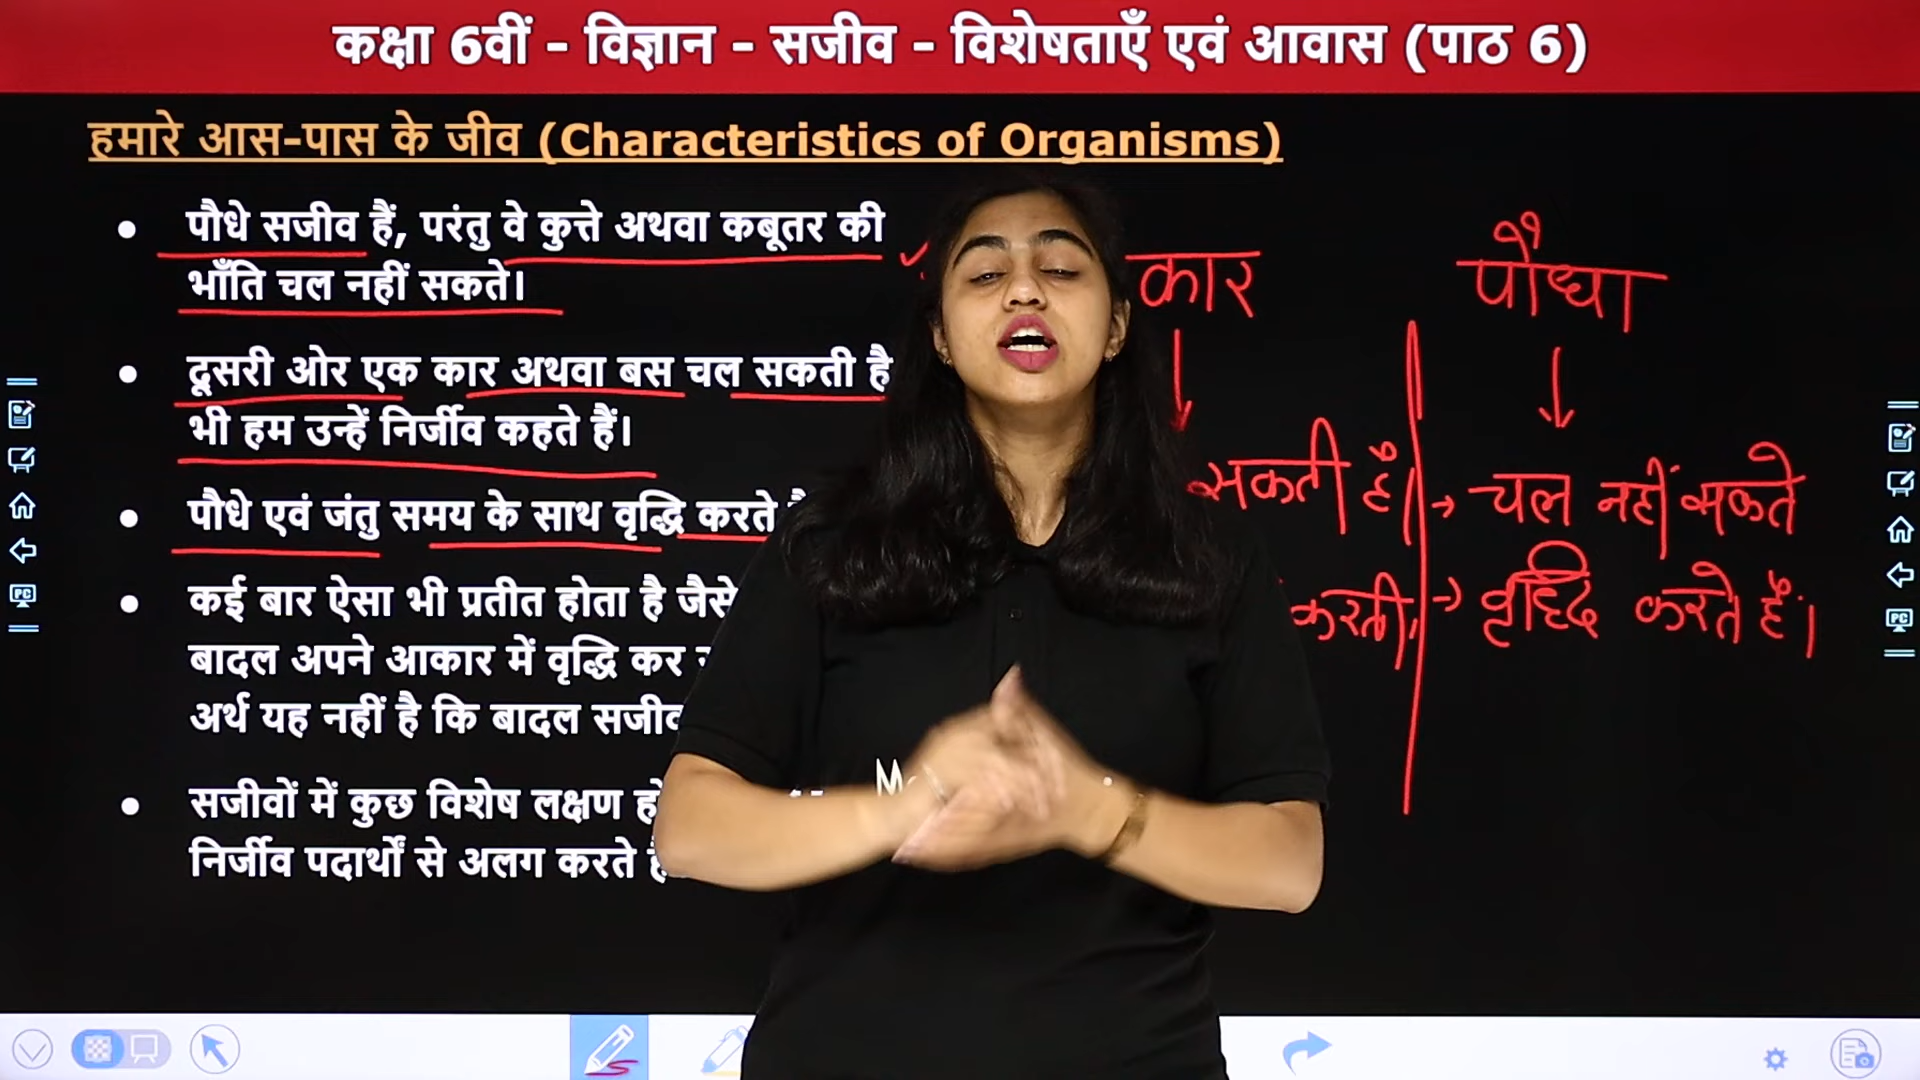 कक्षा 6वीं – विज्ञान – सजीव – विशेषताएँ एवं आवास (पाठ 6)
हमारे आस-पास के जीव (Characteristics of Organisms)
• पौधे सजीव हैं, परंतु वे कुत्ते अथवा कबूतर की
भाँति चल नहीं सकते।
• दूसरी ओर एक कार अथवा बस चल सकती है
भी हम उन्हें निर्जीव कहते हैं।
• पौधे एवं जंतु समय के साथ वृद्धि करते
• कई बार ऐसा भी प्रतीत होता है जैसे
बादल अपने आकार में वृद्धि कर
अर्थ यह नहीं है कि बादल
• सजीवों में कुछ विशेष लक्षण
निर्जीव पदार्थों से अलग करते
कार
सकती है।
करती।
पौधा
→ चल नहीं सकते
→ वृद्धि करते हैं।
PC
PC